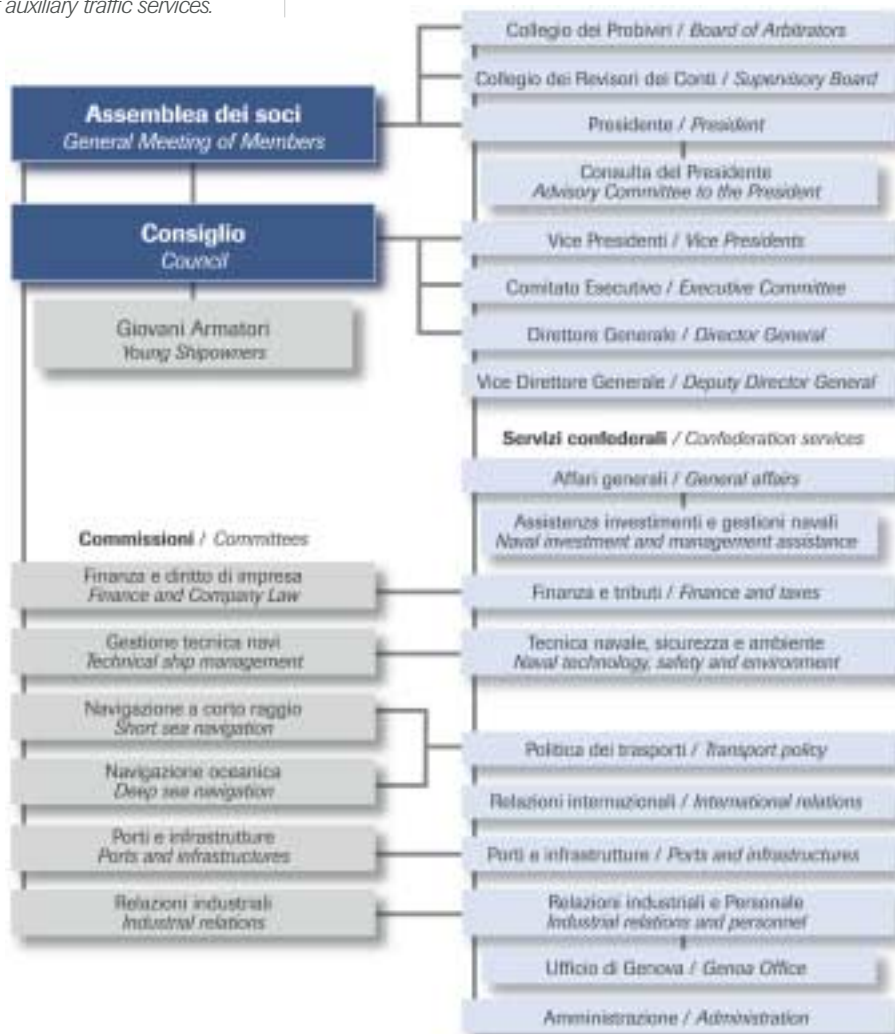 auxiliary traffic services.
Collegio dei Probiviri / Board of Arbitrators
Collegio dei Revisori dei Conti / Supervisory Board
Assemblea dei soci
General Meeting of Members
Presidente / President
Consulta del Presidente
Advisory Committee to the President
Consiglio
Council
Vice Presidenti / Vice Presidents
Comitato Esecutivo / Executive Committee
Giovani Armatori
Young Shipowners
Direttore Generale / Director General
Vice Direttore Generale / Deputy Director General
Servizi confederali / Confederation services
Affari generali / General affairs
Assistenza investimenti e gestioni navali
Naval investment and management assistance
Commissioni / Committees
Finanza e diritto di impresa
Finance and Company Law
Finanza e tributi / Finance and taxes
Gestione tecnica navi
Technical ship management
Tecnica navale, sicurezza e ambiente
Naval technology, safety and environment
Navigazione a corto raggio
Short sea navigation
Navigazione oceanica
Deep sea navigation
Politica dei trasporti / Transport policy
Relazioni internazionali / International relations
Porti e infrastrutture
Ports and infrastructures
Porti e infrastrutture / Ports and infrastructures
Relazioni industriali
Industrial relations
Relazioni industriali e Personale
Industrial relations and personnel
Ufficio di Genova / Genoa Office
Amministrazione / Administration